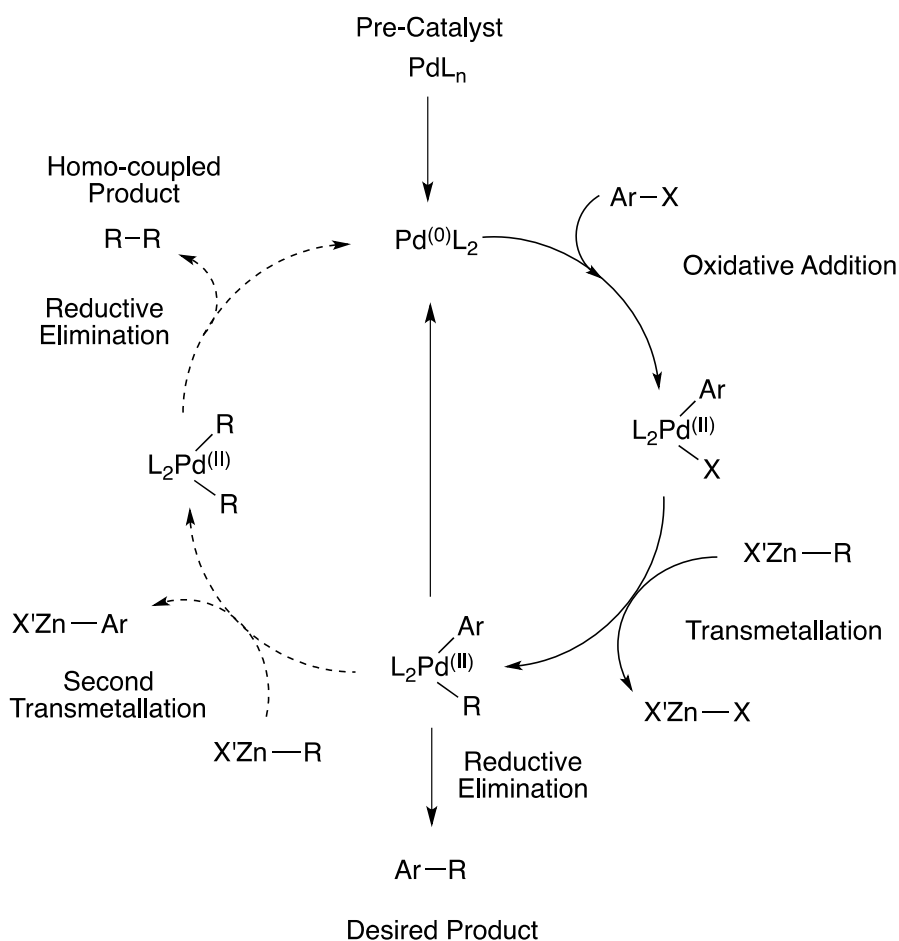 Pre-Catalyst
PdLn
Homo-coupled
Product
R–R
Pd(0)L2
Ar–X
Oxidative Addition
Reductive
Elimination
R
L2Pd(II)
R
Ar
L2Pd(II)
X
X'Zn—R
X'Zn—Ar
Transmetallation
Ar
L2Pd(II)
R
Second
Transmetallation
X'Zn—X
X'Zn—R
Reductive
Elimination
Ar—R
Desired Product